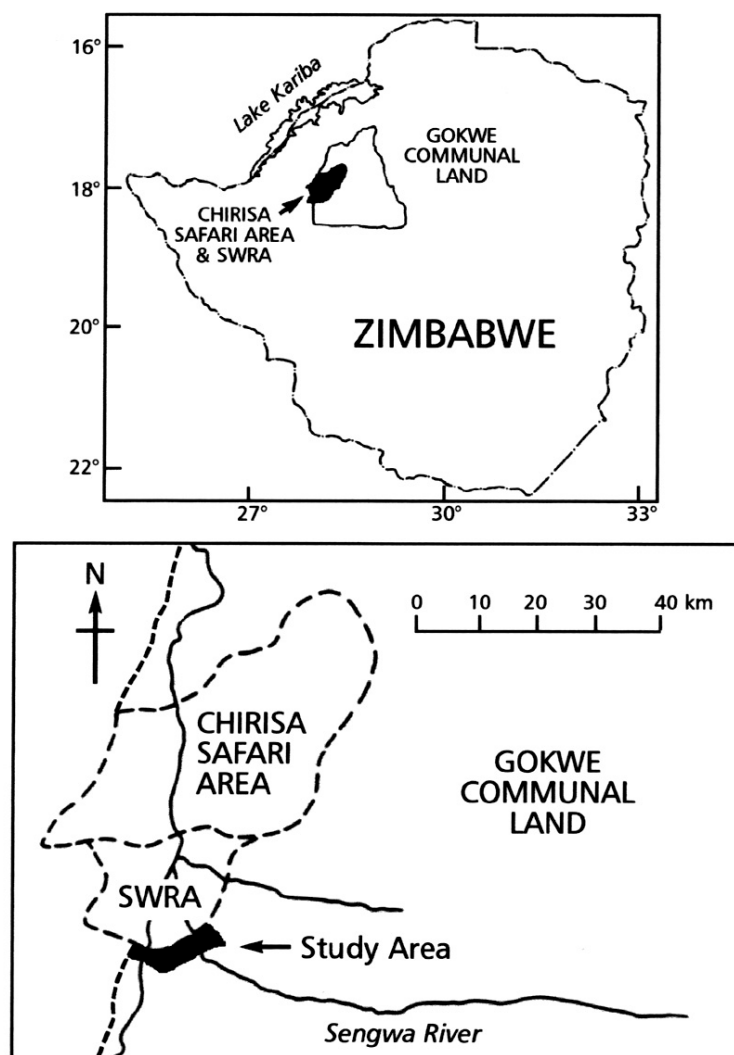 16°
18°
20°
22°
27°
30°
33°
Lake Kariba
GOKWE
COMMUNAL
LAND
CHIRISA
SAFARI AREA
& SWRA
ZIMBABWE
N
0 10 20 30 40 km
CHIRISA
SAFARI
AREA
GOKWE
COMMUNAL
LAND
SWRA
Study Area
Sengwa River